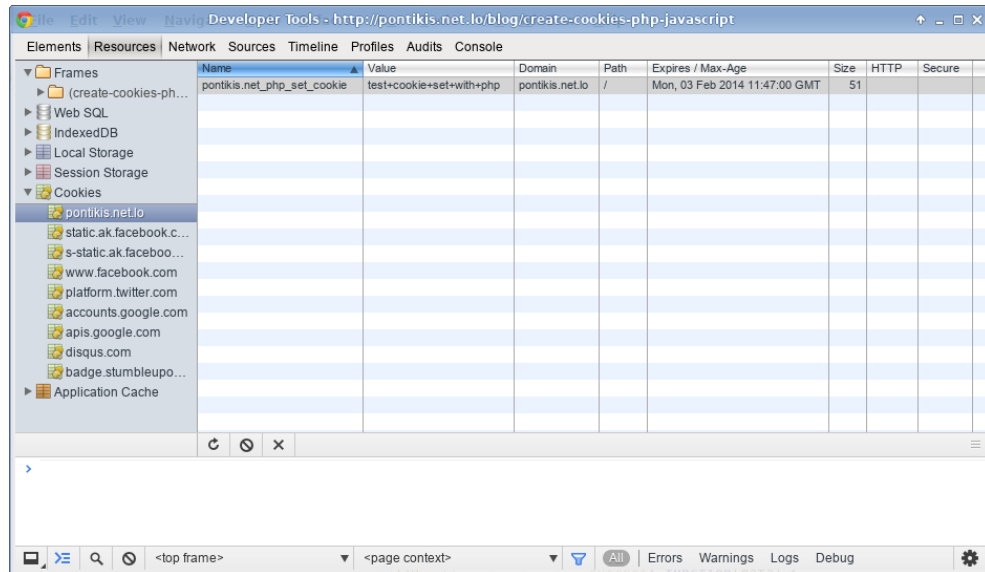 File Edit View Navig Developer Tools - http://pontikis.net.lo/blog/create-cookies-php-javascript
Elements Resources Network Sources Timeline Profiles Audits Console
Frames
(create-cookies-ph...
Web SQL
IndexedDB
Local Storage
Session Storage
Cookies
pontikis.net.lo
static.ak.facebook.c...
s-static.ak.faceboo...
www.facebook.com
platform.twitter.com
accounts.google.com
apis.google.com
disqus.com
badge.stumbleupo...
Application Cache
Name Value Domain Path Expires / Max-Age Size HTTP Secure
pontikis.net_php_set_cookie test+cookie+set+with+php pontikis.net.lo / Mon, 03 Feb 2014 11:47:00 GMT 51
<top frame> <page context> All Errors Warnings Logs Debug